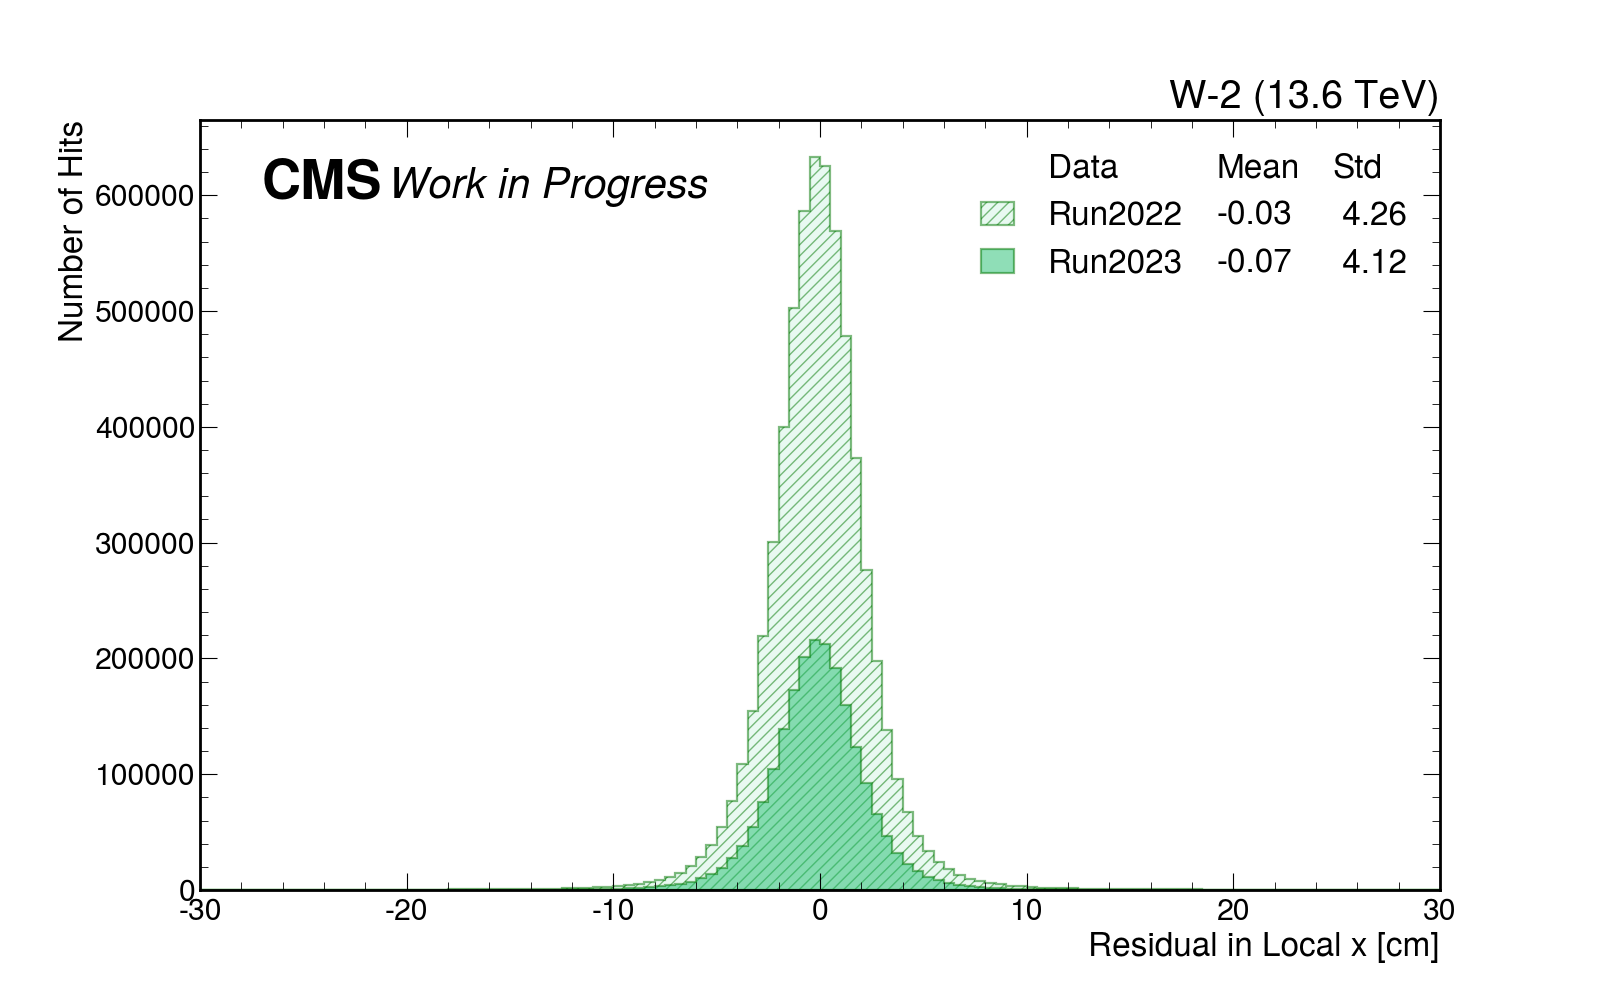 W-2 (13.6 TeV)
Number of Hits
CMS Work in Progress
Data Mean Std
Run2022 -0.03 4.26
Run2023 -0.07 4.12
600000
500000
400000
300000
200000
100000
0
-30 -20 -10 0 10 20 30
Residual in Local x [cm]